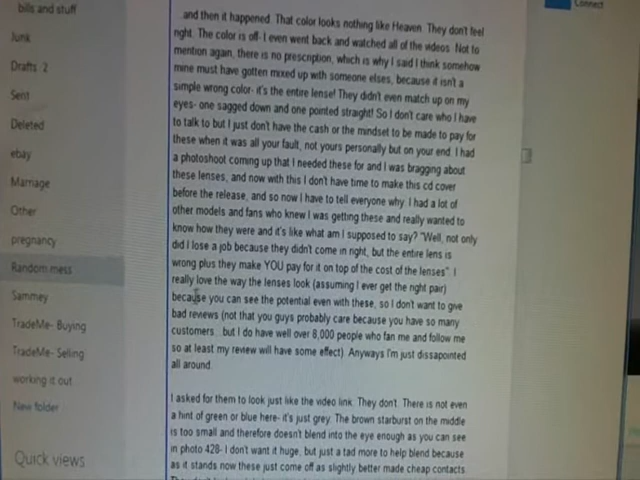 bills and stuff
Junk
Drafts 2
Sent
Deleted
ebay
Marriage
Other
pregnancy
Random mess
Sammey
TradeMe- Buying
TradeMe- Selling
working it out
New folder
Quick views
Connect
and then it happened. That color looks nothing like Heaven. They don't feel
right. The color is off- I even went back and watched all of the videos. Not to
mention again, there is no prescription, which is why I said I think somehow
mine must have gotten mixed up with someone elses, because it isn't a
simple wrong color- it's the entire lense! They didn't even match up on my
eyes- one sagged down and one pointed straight! So I don't care who I have
to talk to but I just don't have the cash or the mindset to be made to pay for
these when it was all your fault, not yours personally but on your end. I had
a photoshoot coming up that I needed these for and I was bragging about
these lenses, and now with this I don't have time to make this cd cover
before the release, and so now I have to tell everyone why. I had a lot of
other models and fans who knew I was getting these and really wanted to
know how they were and it's like what am I supposed to say? "Well, not only
did I lose a job because they didn't come in right, but the entire lens is
wrong plus they make YOU pay for it on top of the cost of the lenses". I
really love the way the lenses look (assuming I ever get the right pair)
because you can see the potential even with these, so I don't want to give
bad reviews (not that you guys probably care because you have so many
customers...but I do have well over 8,000 people who fan me and follow me
so at least my review will have some effect). Anyways I'm just dissapointed
all around.
I asked for them to look just like the video link. They don't. There is not even
a hint of green or blue here- it's just grey. The brown starburst on the middle
is too small and therefore doesn't blend into the eye enough as you can see
in photo 428- I don't want it huge, but just a tad more to help blend because
as it stands now these just come off as slightly better made cheap contacts.